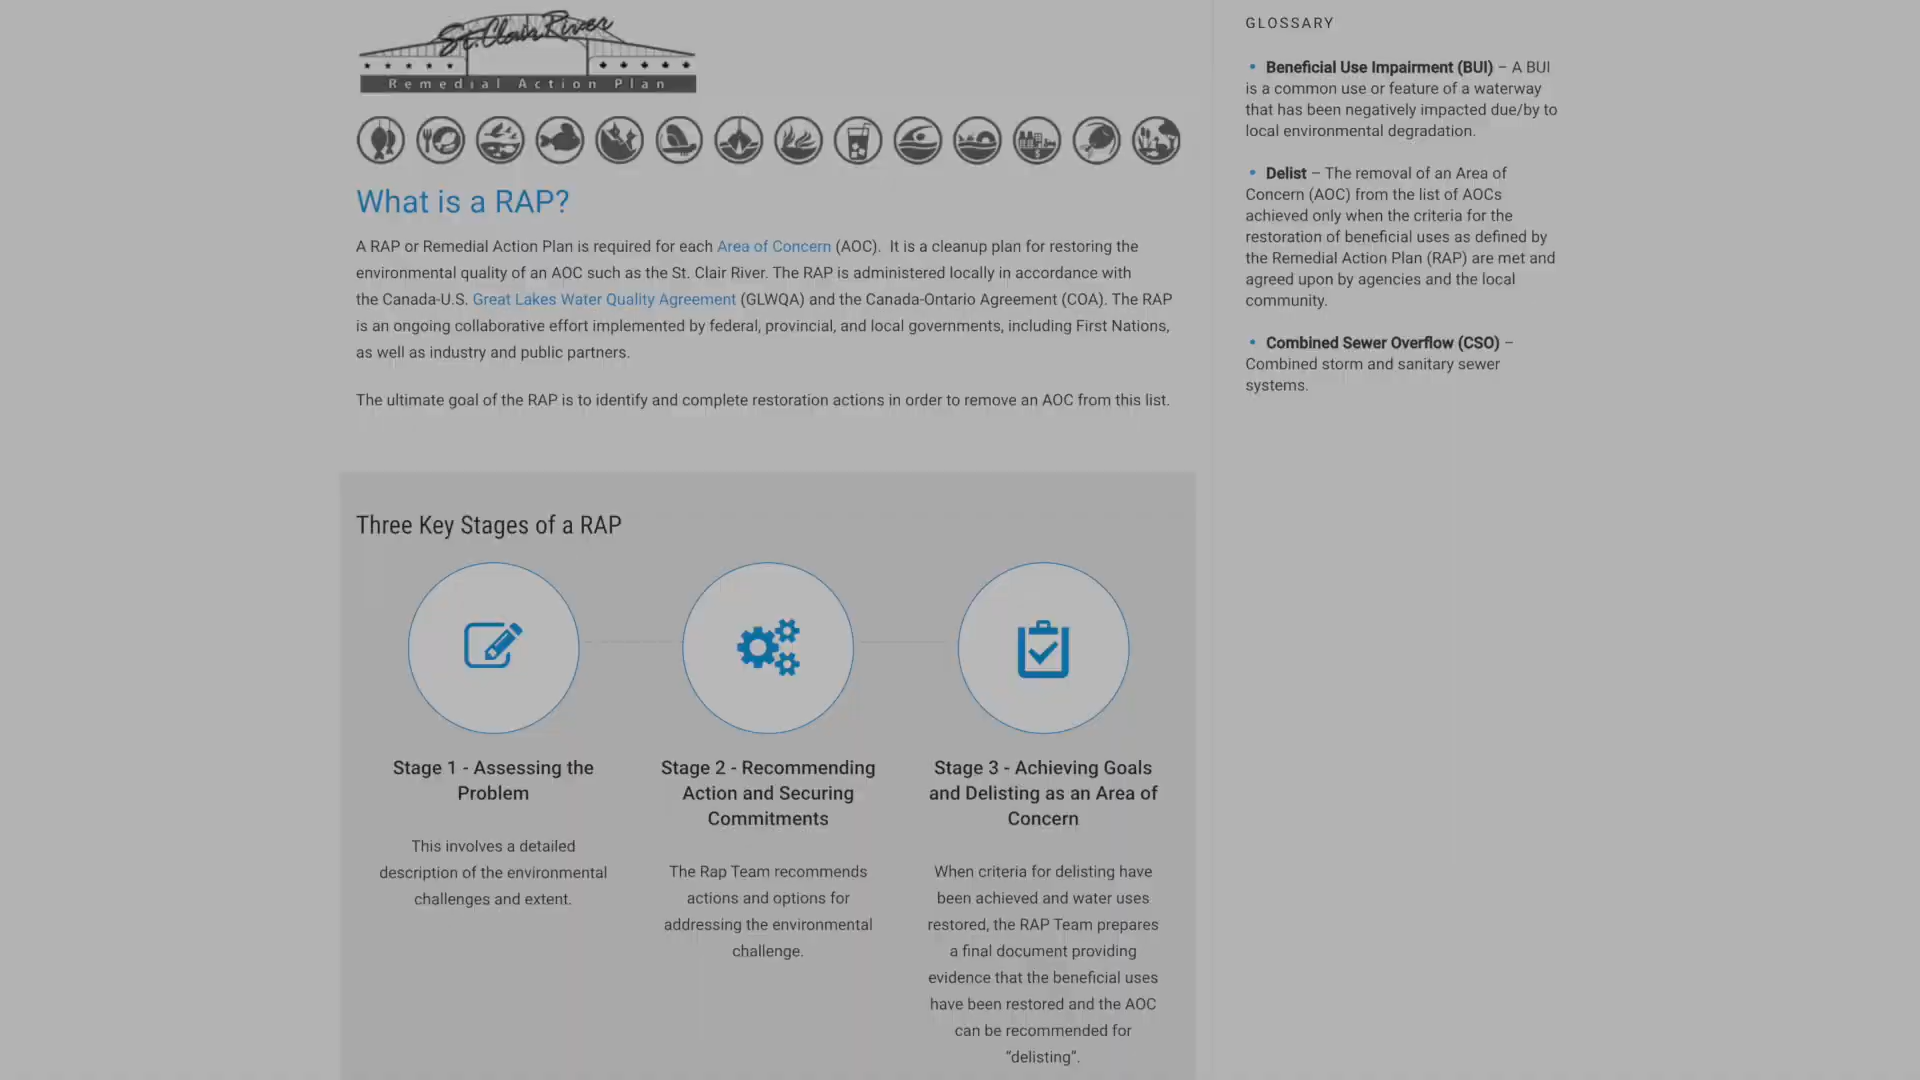 St. Clair River
Remedial Action Plan
What is a RAP?
A RAP or Remedial Action Plan is required for each Area of Concern (AOC). It is a cleanup plan for restoring the
environmental quality of an AOC such as the St. Clair River. The RAP is administered locally in accordance with
the Canada-U.S. Great Lakes Water Quality Agreement (GLWQA) and the Canada-Ontario Agreement (COA). The RAP
is an ongoing collaborative effort implemented by federal, provincial, and local governments, including First Nations,
as well as industry and public partners.
The ultimate goal of the RAP is to identify and complete restoration actions in order to remove an AOC from this list.
Three Key Stages of a RAP
Stage 1 - Assessing the
Problem
This involves a detailed
description of the environmental
challenges and extent.
Stage 2 - Recommending
Action and Securing
Commitments
The Rap Team recommends
actions and options for
addressing the environmental
challenge.
Stage 3 - Achieving Goals
and Delisting as an Area of
Concern
When criteria for delisting have
been achieved and water uses
restored, the RAP Team prepares
a final document providing
evidence that the beneficial uses
have been restored and the AOC
can be recommended for
“delisting”.
GLOSSARY
• Beneficial Use Impairment (BUI) – A BUI
is a common use or feature of a waterway
that has been negatively impacted due/by to
local environmental degradation.
• Delist – The removal of an Area of
Concern (AOC) from the list of AOCs
achieved only when the criteria for the
restoration of beneficial uses as defined by
the Remedial Action Plan (RAP) are met and
agreed upon by agencies and the local
community.
• Combined Sewer Overflow (CSO) –
Combined storm and sanitary sewer
systems.